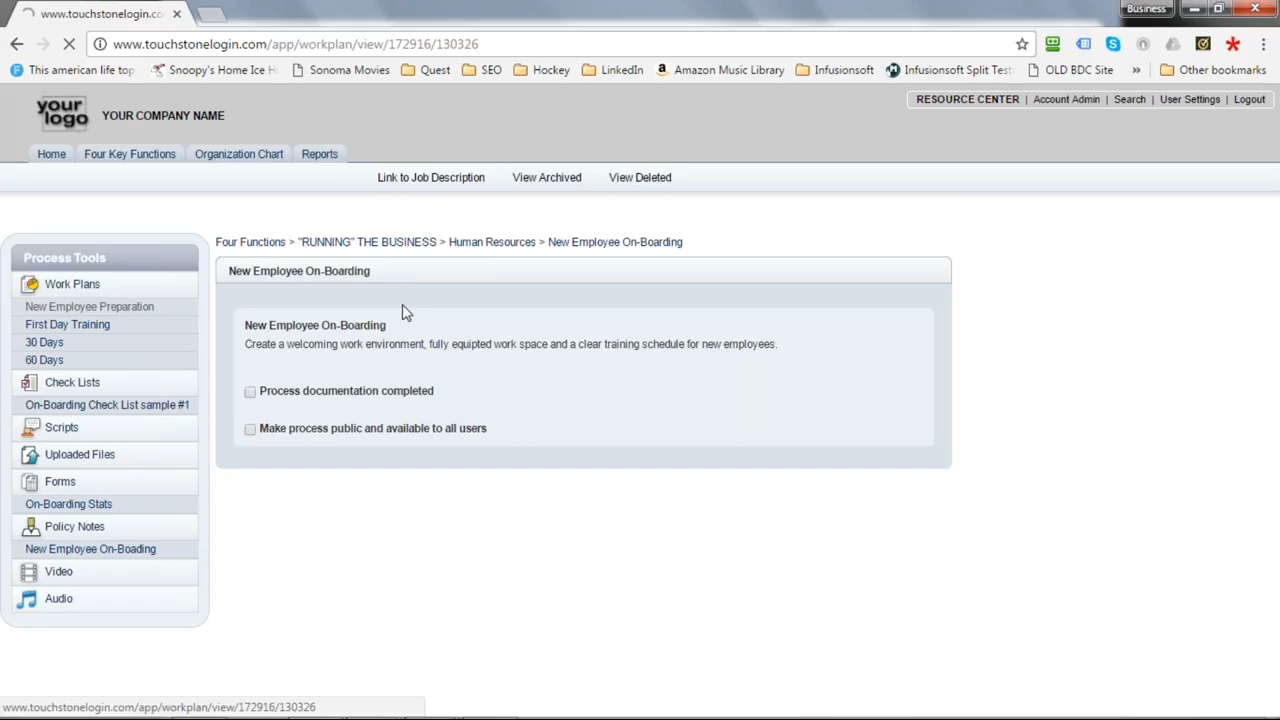 www.touchstonelogin.co
Business
www.touchstonelogin.com/app/workplan/view/172916/130326
This american life top
Snoopy's Home Ice H
Sonoma Movies
Quest
SEO
Hockey
LinkedIn
Amazon Music Library
Infusionsoft
Infusionsoft Split Test
OLD BDC Site
»
Other bookmarks
your logo
YOUR COMPANY NAME
RESOURCE CENTER | Account Admin | Search | User Settings | Logout
Home
Four Key Functions
Organization Chart
Reports
Link to Job Description
View Archived
View Deleted
Four Functions > "RUNNING" THE BUSINESS > Human Resources > New Employee On-Boarding
Process Tools
Work Plans
New Employee Preparation
First Day Training
30 Days
60 Days
Check Lists
On-Boarding Check List sample #1
Scripts
Uploaded Files
Forms
On-Boarding Stats
Policy Notes
New Employee On-Boading
Video
Audio
New Employee On-Boarding
New Employee On-Boarding
Create a welcoming work environment, fully equipted work space and a clear training schedule for new employees.
Process documentation completed
Make process public and available to all users
www.touchstonelogin.com/app/workplan/view/172916/130326